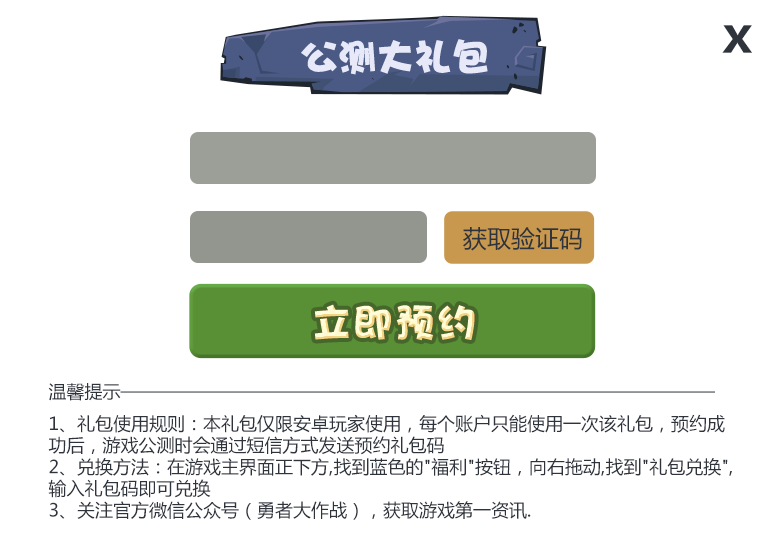 公测大礼包
X
获取验证码
立即预约
温馨提示
1、礼包使用规则：本礼包仅限安卓玩家使用，每个账户只能使用一次该礼包，预约成
功后，游戏公测时会通过短信方式发送预约礼包码
2、兑换方法：在游戏主界面正下方,找到蓝色的"福利"按钮，向右拖动,找到"礼包兑换",
输入礼包码即可兑换
3、关注官方微信公众号（勇者大作战），获取游戏第一资讯.